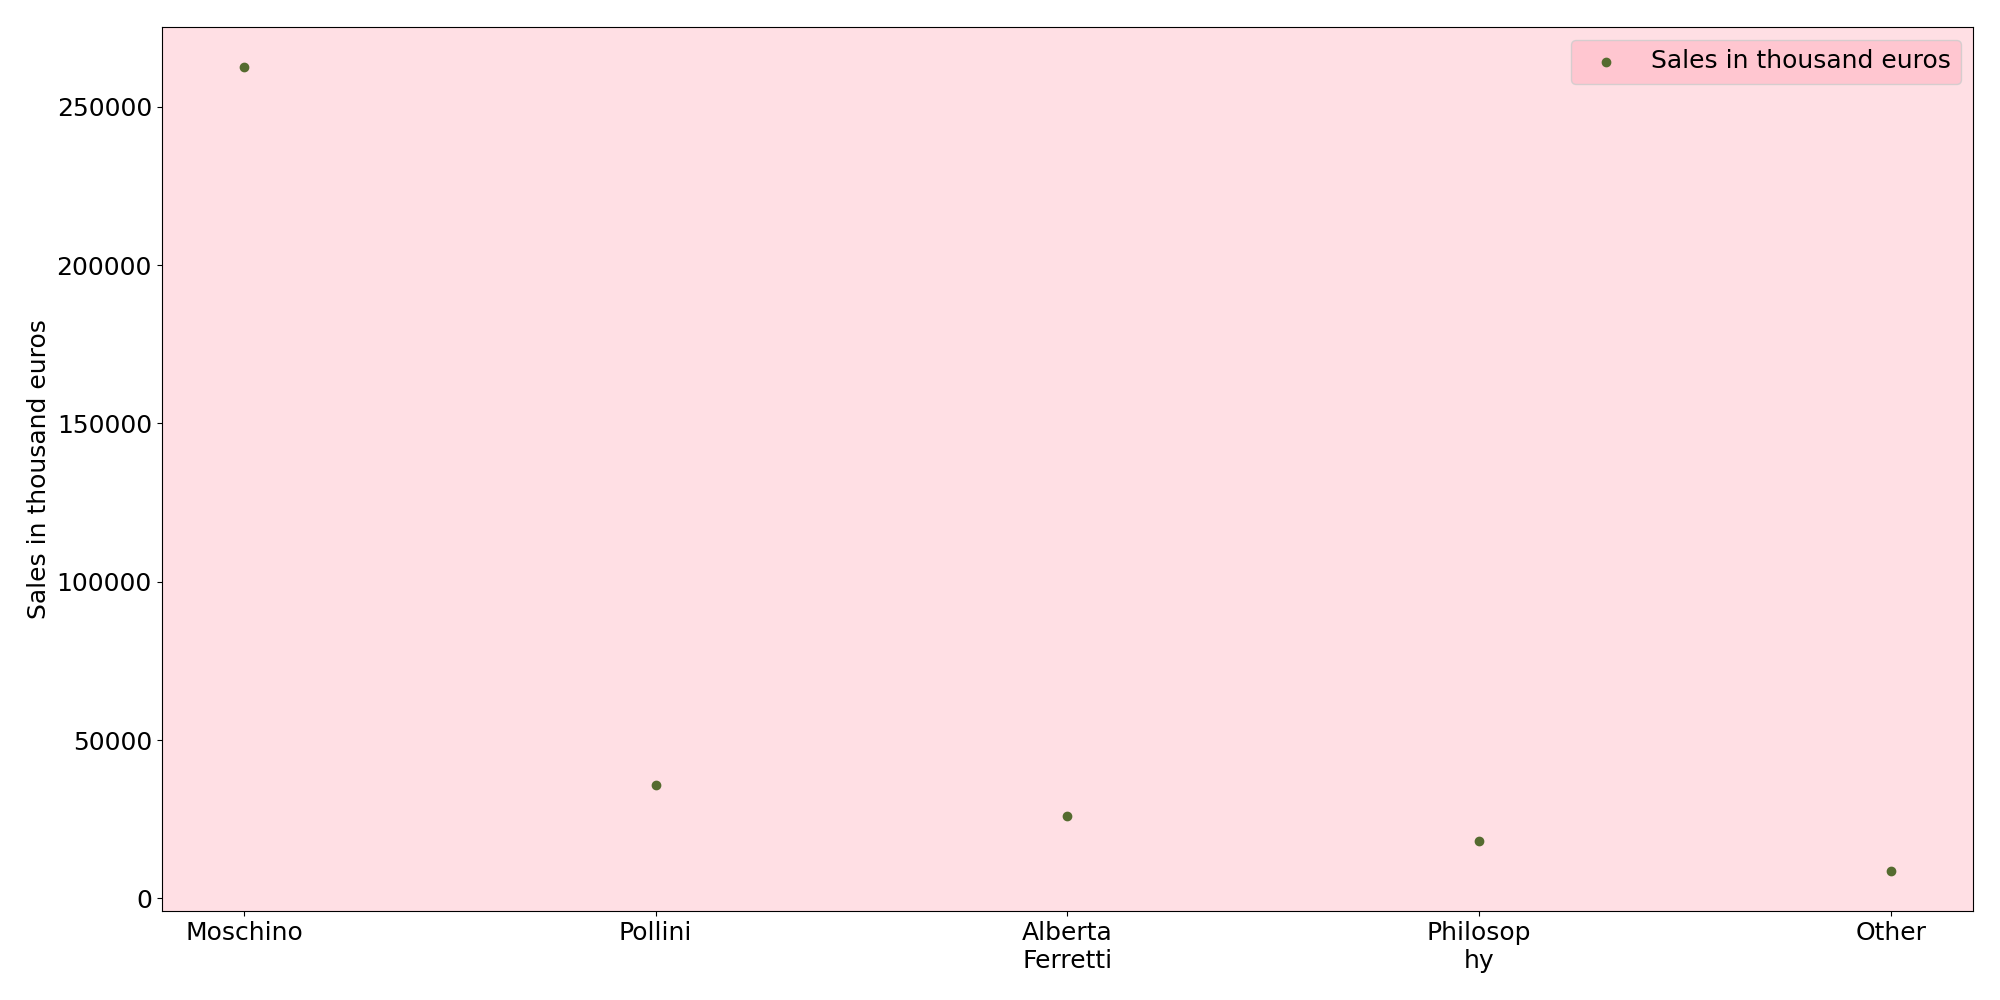 Sales in thousand euros
250000
200000
150000
100000
50000
0
Sales in thousand euros
Moschino
Pollini
Alberta
Ferretti
Philosop
hy
Other